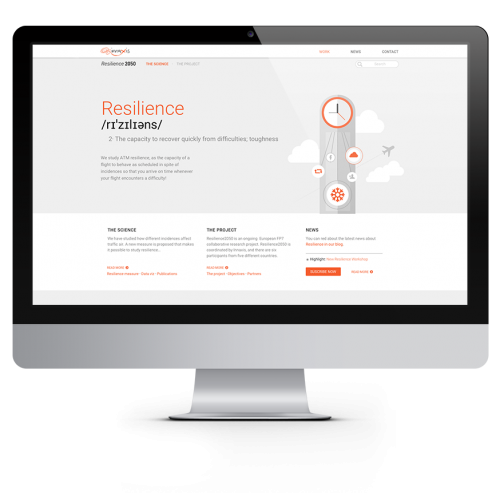 WORK NEWS CONTACT
Resilience2050 THE SCIENCE THE PROJECT
Search
Resilience
/rɪˈzɪlɪəns/
2· The capacity to recover quickly from difficulties; toughness
We study ATM resilience, as the capacity of a
flight to behave as scheduled in spite of
incidences so that you arrive on time whenever
your flight encounters a difficulty!
THE SCIENCE
We have studied how different incidences affect
traffic on. A new measure is proposed that makes
it possible to study resilience.
READ MORE
Resilience measure · Data on · Publications
THE PROJECT
Resilience2050 is an ongoing European FP7
collaborative research project. Resilience2050 is
coordinated by Innaxis, and there are six
participants from five different countries.
READ MORE
The project · Objectives · Partners
NEWS
You can talk about the latest news about
Resilience in our blog
Highlight: New Resilience Workshop
SUBSCRIBE NOW READ MORE